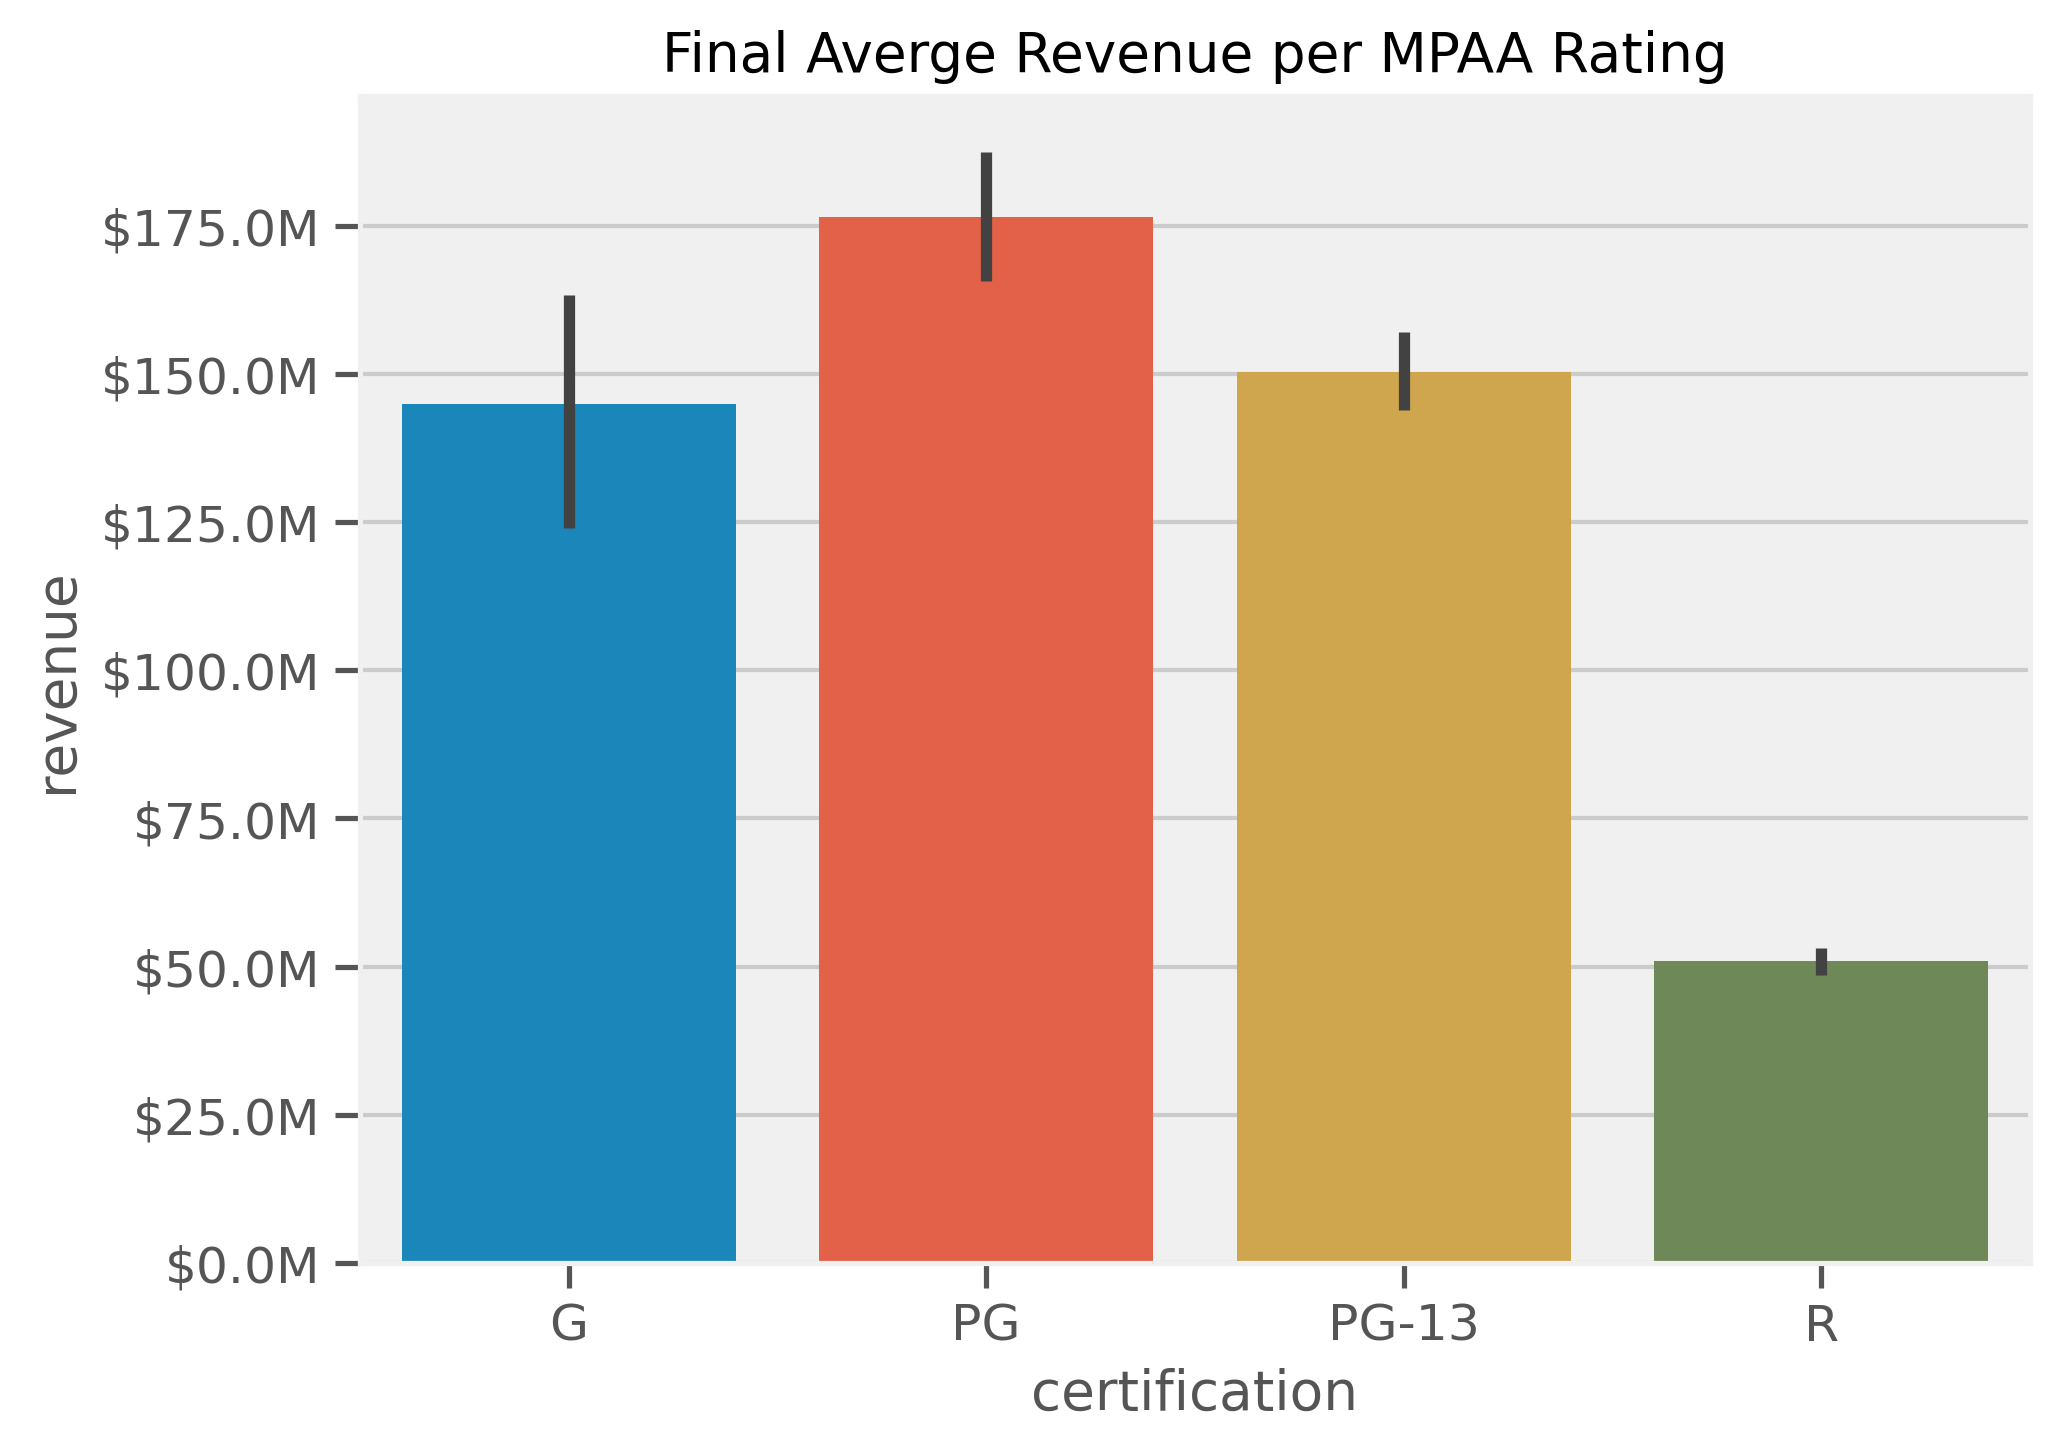 Final Averge Revenue per MPAA Rating
$175.0M
$150.0M
$125.0M
$100.0M
$75.0M
$50.0M
$25.0M
$0.0M
revenue
G PG PG-13 R
certification